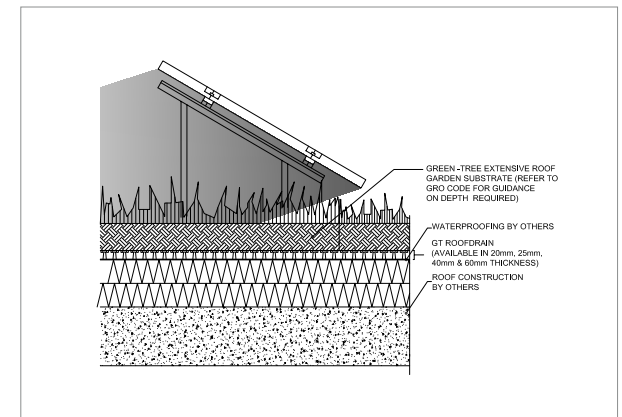 GREEN -TREE EXTENSIVE ROOF
GARDEN SUBSTRATE (REFER TO
GRO CODE FOR GUIDANCE
ON DEPTH REQUIRED)
WATERPROOFING BY OTHERS
GT ROOFDRAIN
(AVAILABLE IN 20mm, 25mm,
40mm & 60mm THICKNESS)
ROOF CONSTRUCTION
BY OTHERS